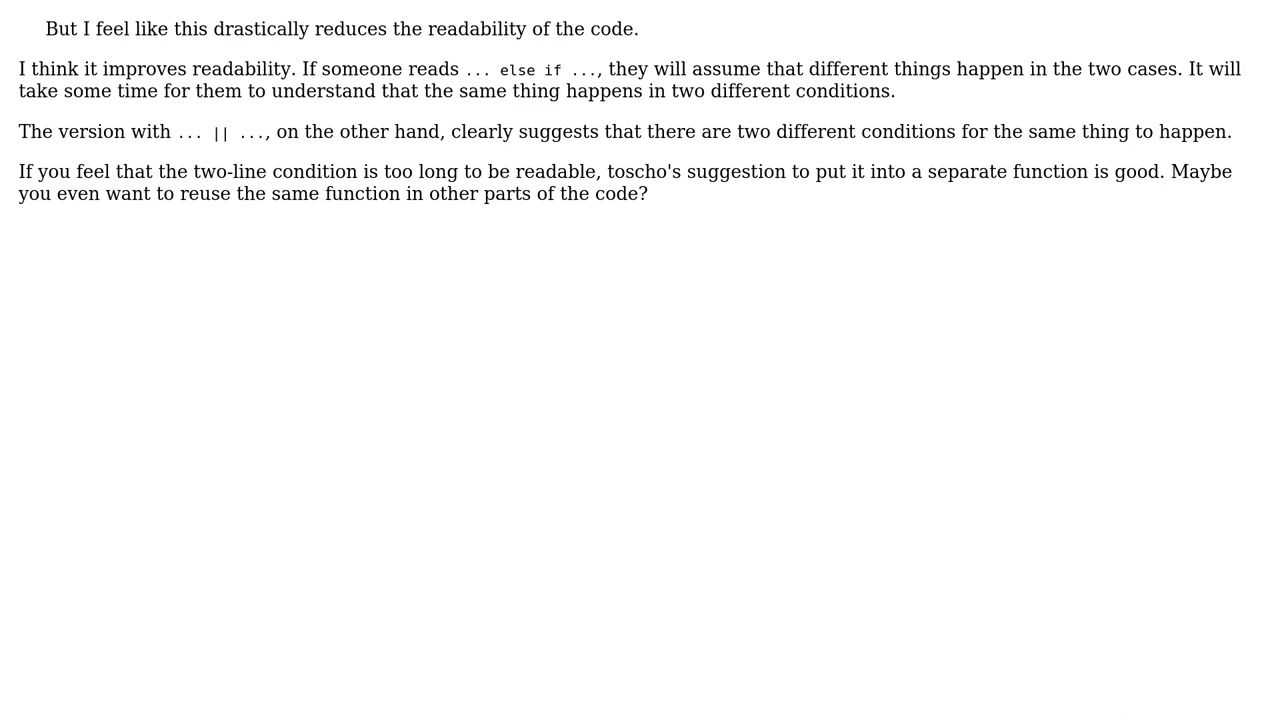 But I feel like this drastically reduces the readability of the code.
I think it improves readability. If someone reads ... else if ..., they will assume that different things happen in the two cases. It will
take some time for them to understand that the same thing happens in two different conditions.
The version with ... || ..., on the other hand, clearly suggests that there are two different conditions for the same thing to happen.
If you feel that the two-line condition is too long to be readable, toscho's suggestion to put it into a separate function is good. Maybe
you even want to reuse the same function in other parts of the code?